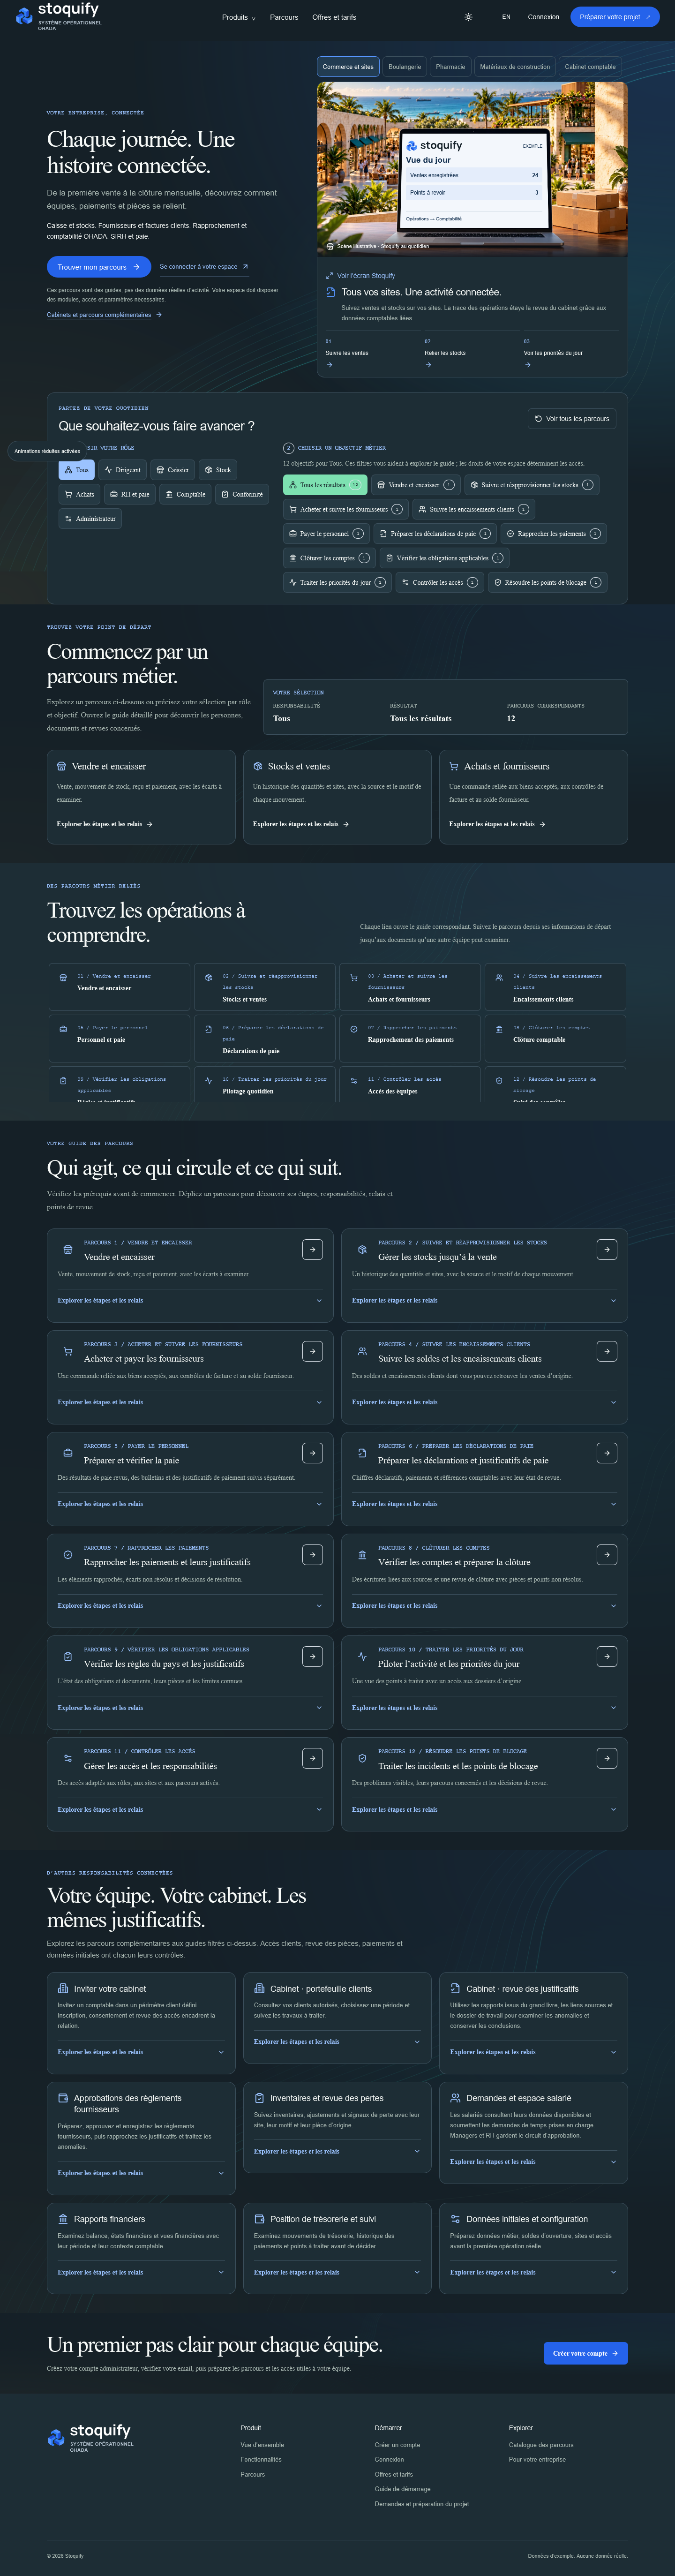 stoquify
SYSTÈME OPÉRATIONNEL
OHADA
Produits
Parcours
Offres et tarifs
EN
Connexion
Préparer votre projet
VOTRE ENTREPRISE, CONNECTÉE
Chaque journée. Une
histoire connectée.
De la première vente à la clôture mensuelle, découvrez comment
équipes, paiements et pièces se relient.
Caisse et stocks. Fournisseurs et factures clients. Rapprochement et
comptabilité OHADA. SIRH et paie.
Trouver mon parcours
Se connecter à votre espace
Ces parcours sont des guides, pas des données réelles d'activité. Votre espace doit disposer
des modules, accès et paramètres nécessaires.
Cabinets et parcours complémentaires
Commerce et sites
Boulangerie
Pharmacie
Matériaux de construction
Cabinet comptable
stoquify
EXEMPLE
Vue du jour
Ventes enregistrées 24
Points à revoir 3
Opérations — Comptabilité
Scène illustrative · Stoquify au quotidien
Voir l'écran Stoquify
Tous vos sites. Une activité connectée.
Suivez ventes et stocks sur vos sites. La trace des opérations étaye la revue du cabinet grâce aux
données comptables liées.
01
Suivre les ventes
02
Relier les stocks
03
Voir les priorités du jour
PARTEZ DE VOTRE QUOTIDIEN
Que souhaitez-vous faire avancer ?
Voir tous les parcours
Animations réduites activées
SIR VOTRE RÔLE
Tous
Dirigeant
Caissier
Stock
Achats
RH et paie
Comptable
Conformité
Administrateur
2 CHOISIR UN OBJECTIF MÉTIER
12 objectifs pour Tous. Ces filtres vous aident à explorer le guide ; les droits de votre espace déterminent les accès.
Tous les résultats 12
Vendre et encaisser 1
Suivre et réapprovisionner les stocks 1
Acheter et suivre les fournisseurs 1
Suivre les encaissements clients 1
Payer le personnel 1
Préparer les déclarations de paie 1
Rapprocher les paiements 1
Clôturer les comptes 1
Vérifier les obligations applicables 1
Traiter les priorités du jour 1
Contrôler les accès 1
Résoudre les points de blocage 1
TROUVEZ VOTRE POINT DE DÉPART
Commencez par un
parcours métier.
Explorez un parcours ci-dessous ou précisez votre sélection par rôle
et objectif. Ouvrez le guide détaillé pour découvrir les personnes,
documents et revues concernés.
VOTRE SÉLECTION
RESPONSABILITÉ
Tous
RÉSULTAT
Tous les résultats
PARCOURS CORRESPONDANTS
12
Vendre et encaisser
Vente, mouvement de stock, reçu et paiement, avec les écarts à
examiner.
Explorer les étapes et les relais
Stocks et ventes
Un historique des quantités et sites, avec la source et le motif de
chaque mouvement.
Explorer les étapes et les relais
Achats et fournisseurs
Une commande reliée aux biens acceptés, aux contrôles de
facture et au solde fournisseur.
Explorer les étapes et les relais
DES PARCOURS MÉTIER RELIÉS
Trouvez les opérations à
comprendre.
Chaque lien ouvre le guide correspondant. Suivez le parcours depuis ses informations de départ
jusqu'aux documents qu'une autre équipe peut examiner.
01 / Vendre et encaisser
Vendre et encaisser
02 / Suivre et réapprovisionner
les stocks
Stocks et ventes
03 / Acheter et suivre les
fournisseurs
Achats et fournisseurs
04 / Suivre les encaissements
clients
Encaissements clients
05 / Payer le personnel
Personnel et paie
06 / Préparer les déclarations de
paie
Déclarations de paie
07 / Rapprocher les paiements
Rapprochement des paiements
08 / Clôturer les comptes
Clôture comptable
09 / Vérifier les obligations
applicables
10 / Traiter les priorités du jour
Pilotage quotidien
11 / Contrôler les accès
Accès des équipes
12 / Résoudre les points de
blocage
VOTRE GUIDE DES PARCOURS
Qui agit, ce qui circule et ce qui suit.
Vérifiez les prérequis avant de commencer. Dépliez un parcours pour découvrir ses étapes, responsabilités, relais et
points de revue.
PARCOURS 1 / VENDRE ET ENCAISSER
Vendre et encaisser
Vente, mouvement de stock, reçu et paiement, avec les écarts à examiner.
Explorer les étapes et les relais
PARCOURS 2 / SUIVRE ET RÉAPPROVISIONNER LES STOCKS
Gérer les stocks jusqu'à la vente
Un historique des quantités et sites, avec la source et le motif de chaque mouvement.
Explorer les étapes et les relais
PARCOURS 3 / ACHETER ET SUIVRE LES FOURNISSEURS
Acheter et payer les fournisseurs
Une commande reliée aux biens acceptés, aux contrôles de facture et au solde fournisseur.
Explorer les étapes et les relais
PARCOURS 4 / SUIVRE LES ENCAISSEMENTS CLIENTS
Suivre les soldes et les encaissements clients
Des soldes et encaissements clients dont vous pouvez retrouver les ventes d'origine.
Explorer les étapes et les relais
PARCOURS 5 / PAYER LE PERSONNEL
Préparer et vérifier la paie
Des résultats de paie revus, des bulletins et des justificatifs de paiement suivis séparément.
Explorer les étapes et les relais
PARCOURS 6 / PRÉPARER LES DÉCLARATIONS DE PAIE
Préparer les déclarations et justificatifs de paie
Chiffres déclaratifs, paiements et références comptables avec leur état de revue.
Explorer les étapes et les relais
PARCOURS 7 / RAPPROCHER LES PAIEMENTS
Rapprocher les paiements et leurs justificatifs
Les éléments rapprochés, écarts non résolus et décisions de résolution.
Explorer les étapes et les relais
PARCOURS 8 / CLÔTURER LES COMPTES
Vérifier les comptes et préparer la clôture
Des écritures liées aux sources et une revue de clôture avec pièces et points non résolus.
Explorer les étapes et les relais
PARCOURS 9 / VÉRIFIER LES OBLIGATIONS APPLICABLES
Vérifier les règles du pays et les justificatifs
L'état des obligations et documents, leurs pièces et les limites connues.
Explorer les étapes et les relais
PARCOURS 10 / TRAITER LES PRIORITÉS DU JOUR
Piloter l'activité et les priorités du jour
Une vue des points à traiter avec un accès aux dossiers d'origine.
Explorer les étapes et les relais
PARCOURS 11 / CONTRÔLER LES ACCÈS
Gérer les accès et les responsabilités
Des accès adaptés aux rôles, aux sites et aux parcours activés.
Explorer les étapes et les relais
PARCOURS 12 / RÉSOUDRE LES POINTS DE BLOCAGE
Traiter les incidents et les points de blocage
Des problèmes visibles, leurs parcours concernés et les décisions de revue.
Explorer les étapes et les relais
D'AUTRES RESPONSABILITÉS CONNECTÉES
Votre équipe. Votre cabinet. Les
mêmes justificatifs.
Explorez les parcours complémentaires aux guides filtrés ci-dessus. Accès clients, revue des pièces, paiements et
données initiales ont chacun leurs contrôles.
Inviter votre cabinet
Invitez un comptable dans un périmètre client défini.
Inscription, consentement et revue des accès encadrent la
relation.
Explorer les étapes et les relais
Cabinet · portefeuille clients
Consultez vos clients autorisés, choisissez une période et
suivez les travaux à traiter.
Explorer les étapes et les relais
Cabinet · revue des justificatifs
Utilisez les rapports issus du grand livre, les liens sources et
le dossier de travail pour examiner les anomalies et
conserver les conclusions.
Explorer les étapes et les relais
Approbations des règlements
fournisseurs
Préparez, approuvez et enregistrez les règlements
fournisseurs, puis rapprochez les justificatifs et traitez les
anomalies.
Explorer les étapes et les relais
Inventaires et revue des pertes
Suivez inventaires, ajustements et signaux de perte avec leur
site, leur motif et leur pièce d'origine.
Explorer les étapes et les relais
Demandes et espace salarié
Les salariés consultent leurs données disponibles et
soumettent les demandes de temps prises en charge.
Managers et RH gardent le circuit d'approbation.
Explorer les étapes et les relais
Rapports financiers
Examinez balance, états financiers et vues financières avec
leur période et leur contexte comptable.
Explorer les étapes et les relais
Position de trésorerie et suivi
Examinez mouvements de trésorerie, historique des
paiements et points à traiter avant de décider.
Explorer les étapes et les relais
Données initiales et configuration
Préparez données métier, soldes d'ouverture, sites et accès
avant la première opération réelle.
Explorer les étapes et les relais
Un premier pas clair pour chaque équipe.
Créez votre compte administrateur, vérifiez votre email, puis préparez les parcours et les accès utiles à votre équipe.
Créer votre compte
stoquify
SYSTÈME OPÉRATIONNEL
OHADA
Produit
Vue d'ensemble
Fonctionnalités
Parcours
Démarrer
Créer un compte
Connexion
Offres et tarifs
Guide de démarrage
Demandes et préparation du projet
Explorer
Catalogue des parcours
Pour votre entreprise
© 2026 Stoquify
Données d'exemple. Aucune donnée réelle.